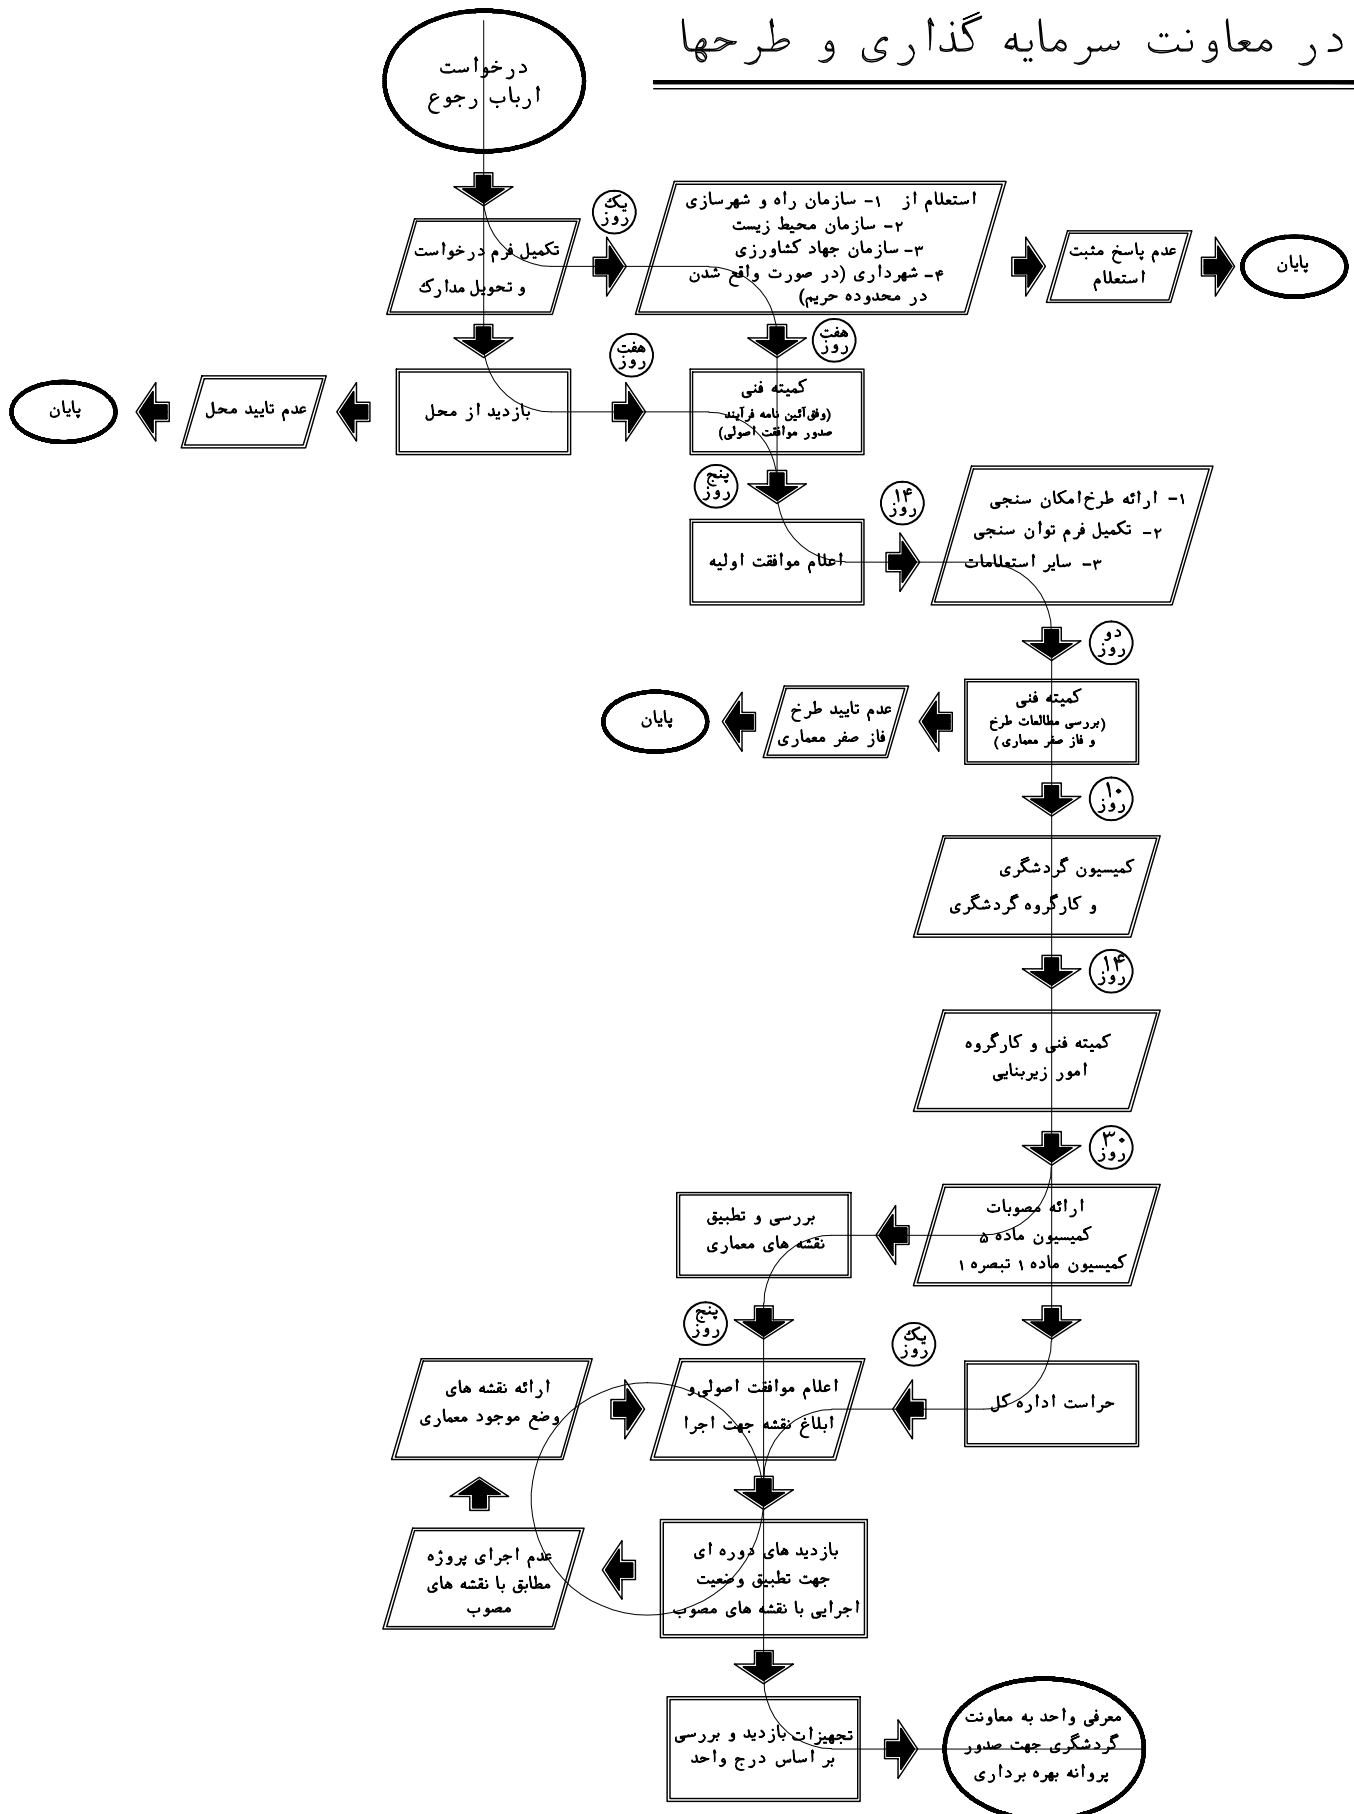 در معاونت سرمایه گذاری و طرحها
درخواست
ارباب رجوع
تکمیل فرم درخواست
و تحویل مدارک
یک
روز
استعلام از ۱- سازمان راه و شهرسازی
۲- سازمان محیط زیست
۳- سازمان جهاد کشاورزی
۴- شهرداری (در صورت واقع شدن
در محدوده حریم)
عدم پاسخ مثبت
استعلام
پایان
هفت
روز
هفت
روز
بازدید از محل
عدم تایید محل
پایان
کمیته فنی
(وفق آئین نامه فرآیند
صدور موافقت اصولی)
پنج
روز
اعلام موافقت اولیه
۱۴
روز
۱- ارائه طرح امکان سنجی
۲- تکمیل فرم توان سنجی
۳- سایر استعلامات
دو
روز
کمیته فنی
(بررسی مطالعات طرح
و فاز صفر معماری)
عدم تایید طرح
فاز صفر معماری
پایان
۱۰
روز
کمیسیون گردشگری
و کارگروه گردشگری
۱۴
روز
کمیته فنی و کارگروه
امور زیربنایی
۳۰
روز
ارائه مصوبات
کمیسیون ماده ۵
کمیسیون ماده ۱ تبصره ۱
بررسی و تطبیق
نقشه های معماری
پنج
روز
یک
روز
حراست اداره کل
اعلام موافقت اصولی و
ابلاغ نقشه جهت اجرا
ارائه نقشه های
وضع موجود معماری
بازدید های دوره ای
جهت تطبیق وضعیت
اجرایی با نقشه های مصوب
عدم اجرای پروژه
مطابق با نقشه های
مصوب
تجهیزات بازدید و بررسی
بر اساس درج واحد
معرفی واحد به معاونت
گردشگری جهت صدور
پروانه بهره برداری